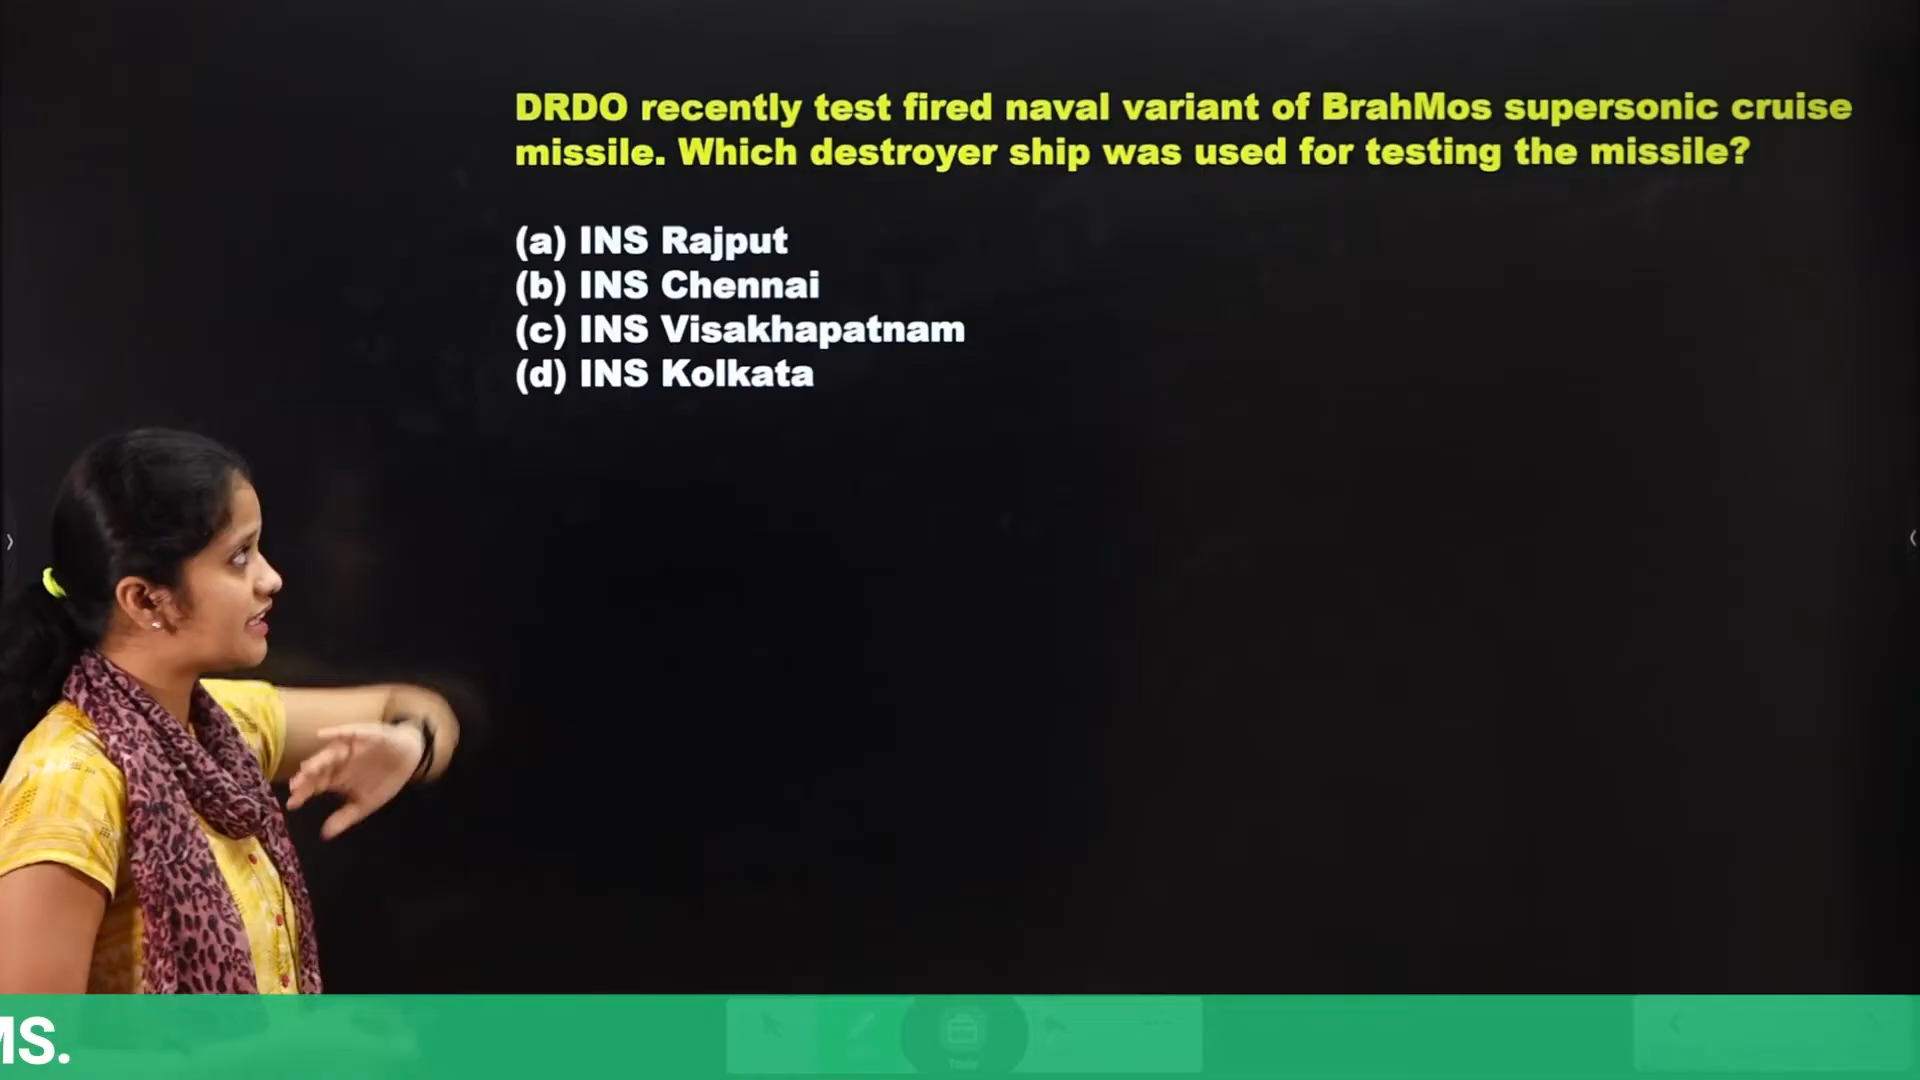 DRDO recently test fired naval variant of BrahMos supersonic cruise
missile. Which destroyer ship was used for testing the missile?
(a) INS Rajput
(b) INS Chennai
(c) INS Visakhapatnam
(d) INS Kolkata
MS.